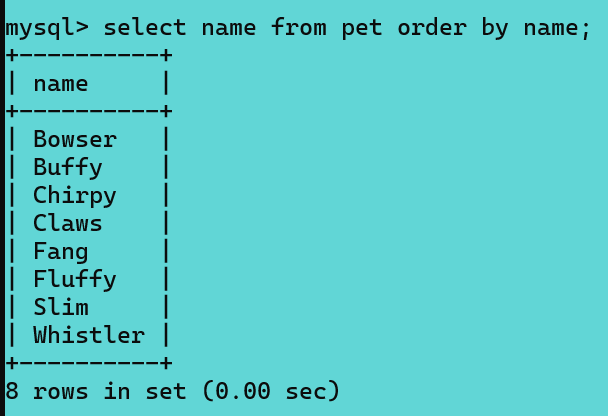 mysql> select name from pet order by name;
+----------+
| name     |
+----------+
| Bowser   |
| Buffy    |
| Chirpy   |
| Claws    |
| Fang     |
| Fluffy   |
| Slim     |
| Whistler |
+----------+
8 rows in set (0.00 sec)